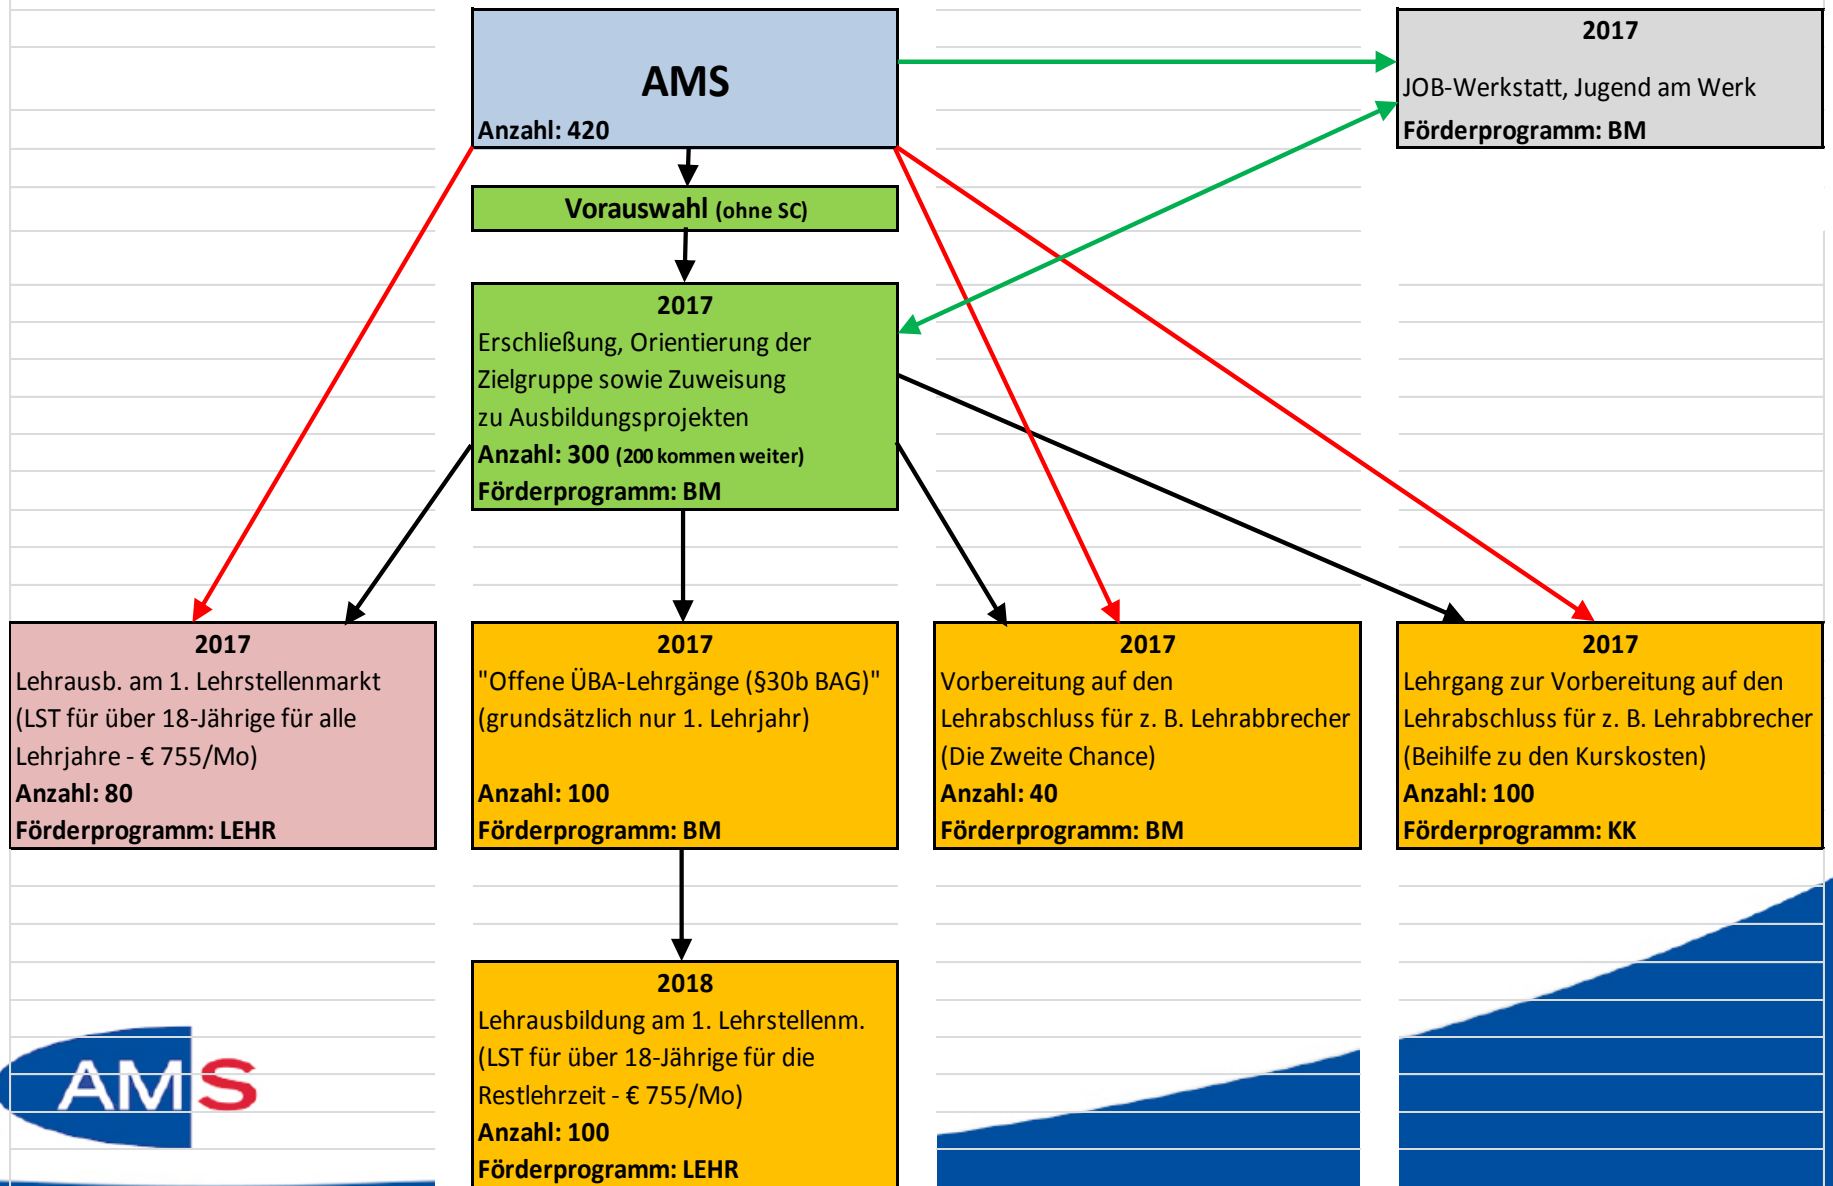 AMS
Anzahl: 420
2017
JOB-Werkstatt, Jugend am Werk
Förderprogramm: BM
Vorauswahl (ohne SC)
2017
Erschließung, Orientierung der
Zielgruppe sowie Zuweisung
zu Ausbildungsprojekten
Anzahl: 300 (200 kommen weiter)
Förderprogramm: BM
2017
Lehrausb. am 1. Lehrstellenmarkt
(LST für über 18-Jährige für alle
Lehrjahre - € 755/Mo)
Anzahl: 80
Förderprogramm: LEHR
2017
"Offene ÜBA-Lehrgänge (§30b BAG)"
(grundsätzlich nur 1. Lehrjahr)
Anzahl: 100
Förderprogramm: BM
2017
Vorbereitung auf den
Lehrabschluss für z. B. Lehrabbrecher
(Die Zweite Chance)
Anzahl: 40
Förderprogramm: BM
2017
Lehrgang zur Vorbereitung auf den
Lehrabschluss für z. B. Lehrabbrecher
(Beihilfe zu den Kurskosten)
Anzahl: 100
Förderprogramm: KK
2018
Lehrausbildung am 1. Lehrstellenm.
(LST für über 18-Jährige für die
Restlehrzeit - € 755/Mo)
Anzahl: 100
Förderprogramm: LEHR
AMS